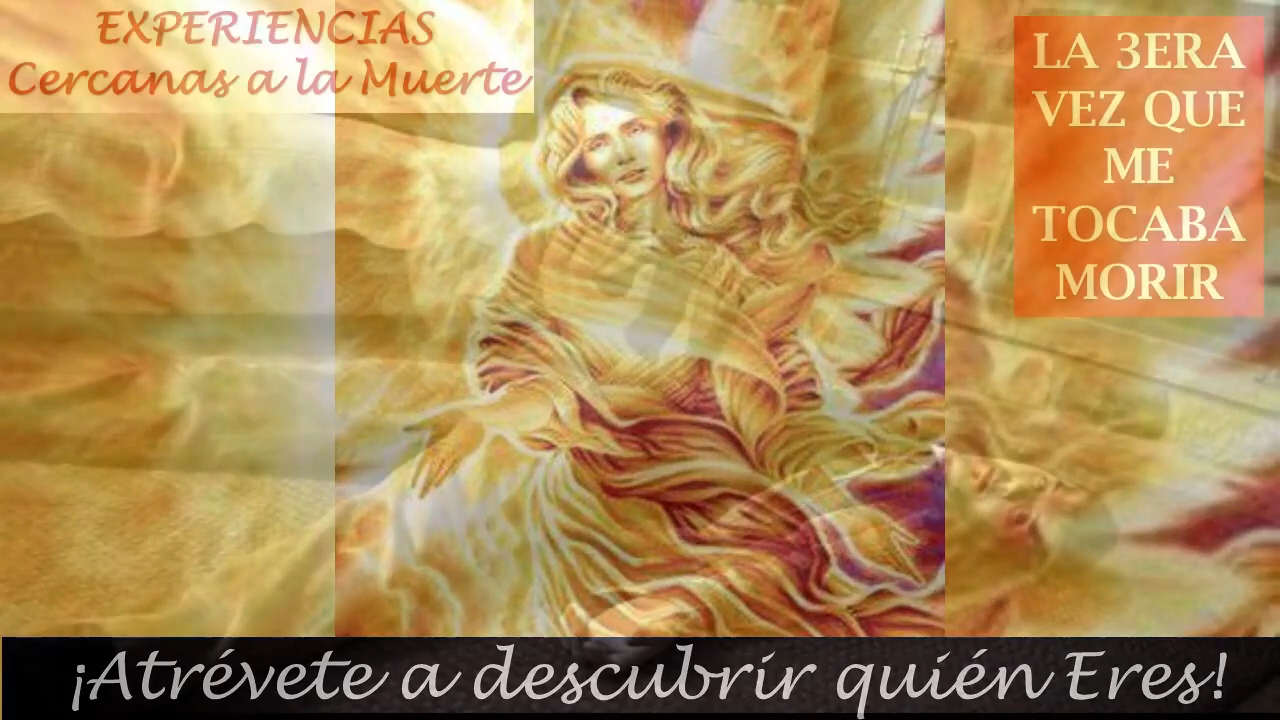 EXPERIENCIAS
Cercanas a la Muerte
LA 3ERA
VEZ QUE
ME
TOCABA
MORIR
¡Atrévete a descubrir quién Eres!